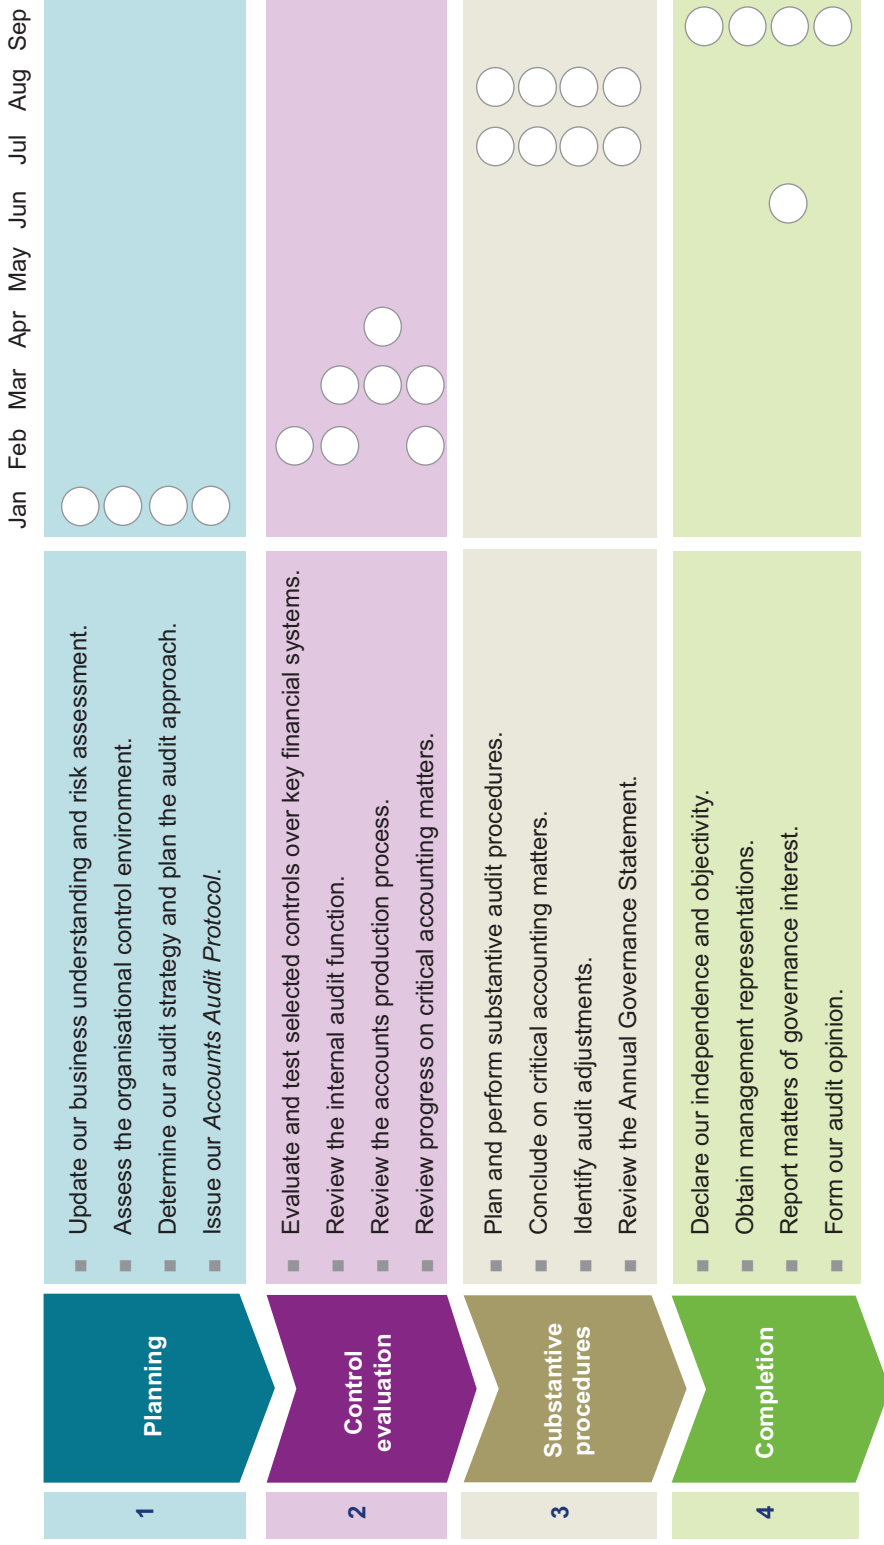 Jan Feb Mar Apr May Jun Jul Aug Sep
1
Planning
Update our business understanding and risk assessment.
Assess the organisational control environment.
Determine our audit strategy and plan the audit approach.
Issue our Accounts Audit Protocol.
2
Control
evaluation
Evaluate and test selected controls over key financial systems.
Review the internal audit function.
Review the accounts production process.
Review progress on critical accounting matters.
3
Substantive
procedures
Plan and perform substantive audit procedures.
Conclude on critical accounting matters.
Identify audit adjustments.
Review the Annual Governance Statement.
4
Completion
Declare our independence and objectivity.
Obtain management representations.
Report matters of governance interest.
Form our audit opinion.